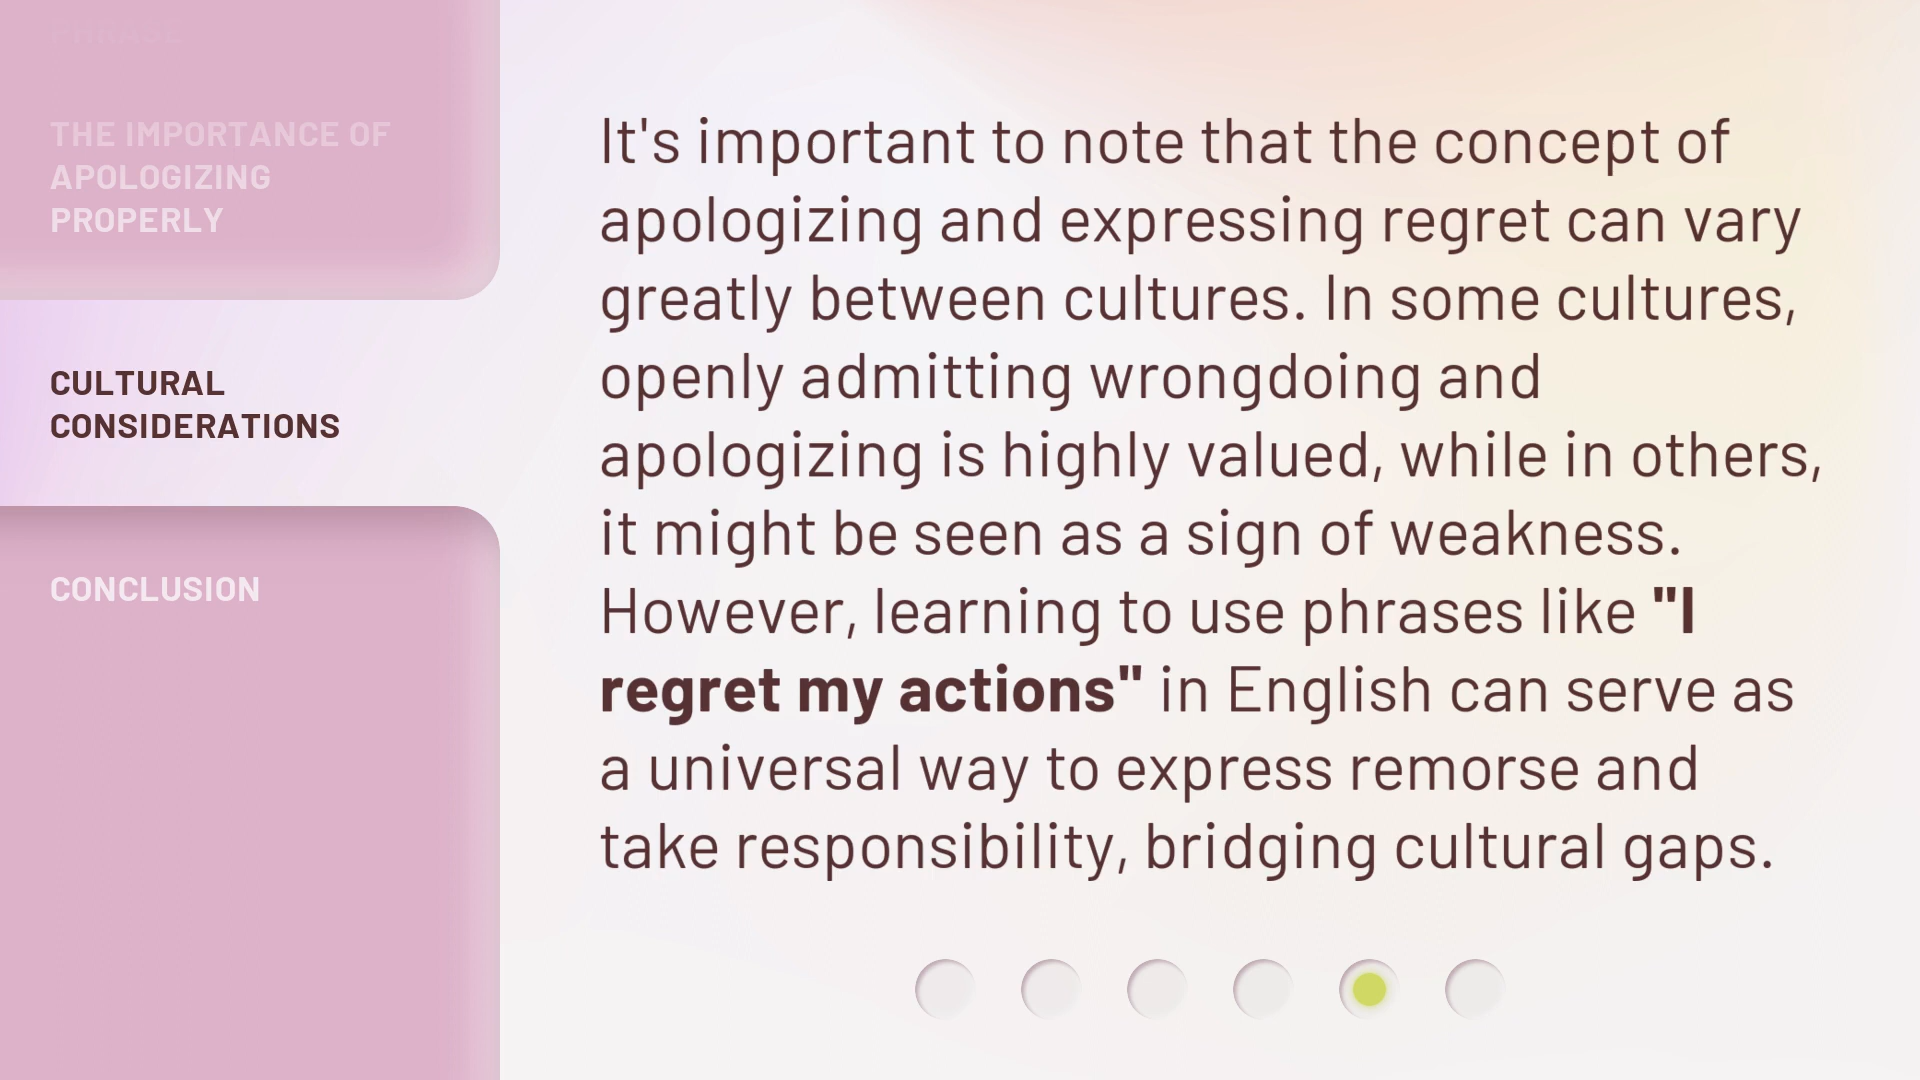 PHRASE
THE IMPORTANCE OF
APOLOGIZING
PROPERLY
CULTURAL
CONSIDERATIONS
CONCLUSION
It's important to note that the concept of
apologizing and expressing regret can vary
greatly between cultures. In some cultures,
openly admitting wrongdoing and
apologizing is highly valued, while in others,
it might be seen as a sign of weakness.
However, learning to use phrases like "I
regret my actions" in English can serve as
a universal way to express remorse and
take responsibility, bridging cultural gaps.